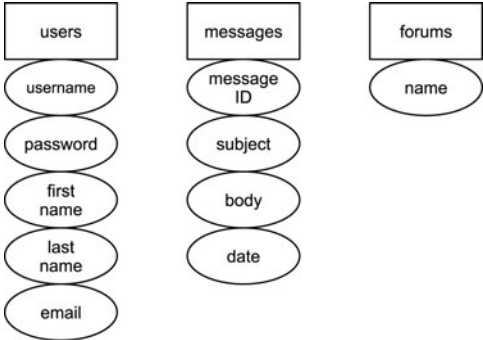 users
username
password
first
name
last
name
email
messages
message
ID
subject
body
date
forums
name